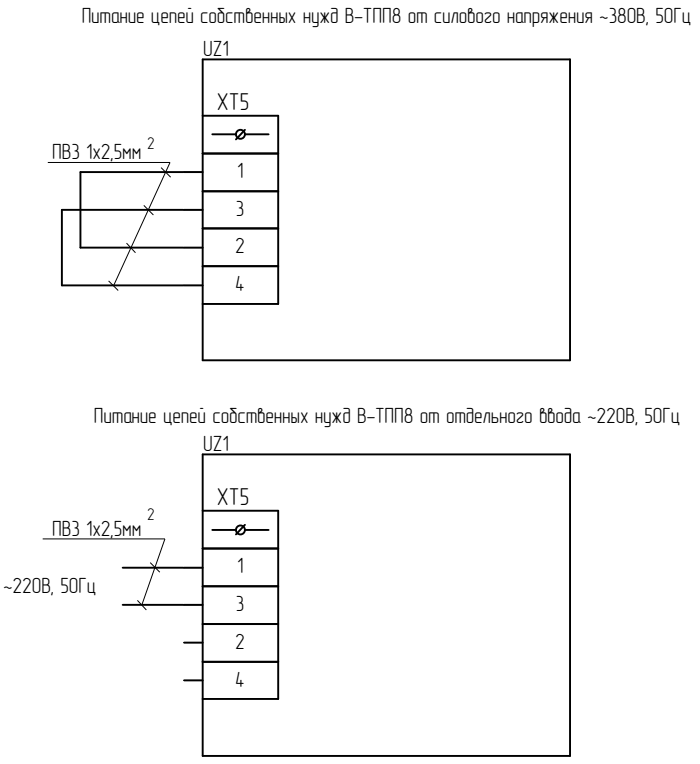 Питание цепей собственных нужд В-ТПП8 от силового напряжения ~380В, 50Гц
UZ1
XT5
ПВ3 1х2,5мм²
1
3
2
4
Питание цепей собственных нужд В-ТПП8 от отдельного ввода ~220В, 50Гц
UZ1
XT5
ПВ3 1х2,5мм²
1
~220В, 50Гц
3
2
4